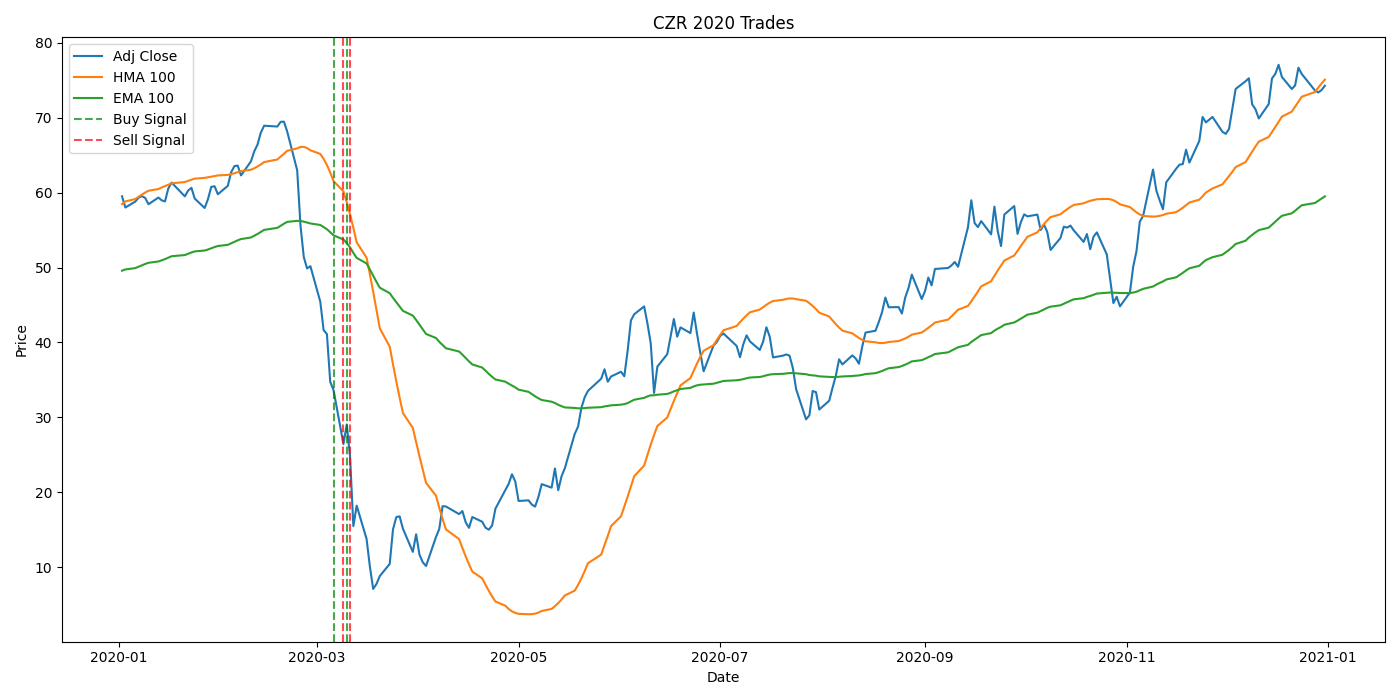 CZR 2020 Trades
Adj Close
HMA 100
EMA 100
Buy Signal
Sell Signal
80
70
60
50
40
30
20
10
Price
2020-01
2020-03
2020-05
2020-07
2020-09
2020-11
2021-01
Date